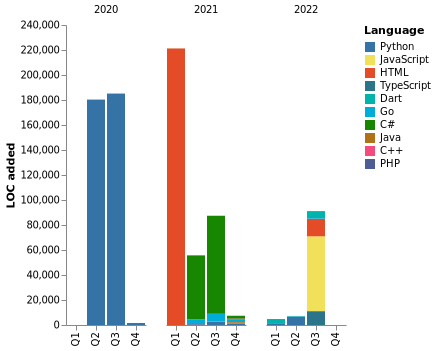 2020 2021 2022
240,000
220,000
200,000
180,000
160,000
140,000
120,000
100,000
80,000
60,000
40,000
20,000
0
LOC added
Q1 Q2 Q3 Q4 Q1 Q2 Q3 Q4 Q1 Q2 Q3 Q4
Language
Python
JavaScript
HTML
TypeScript
Dart
Go
C#
Java
C++
PHP